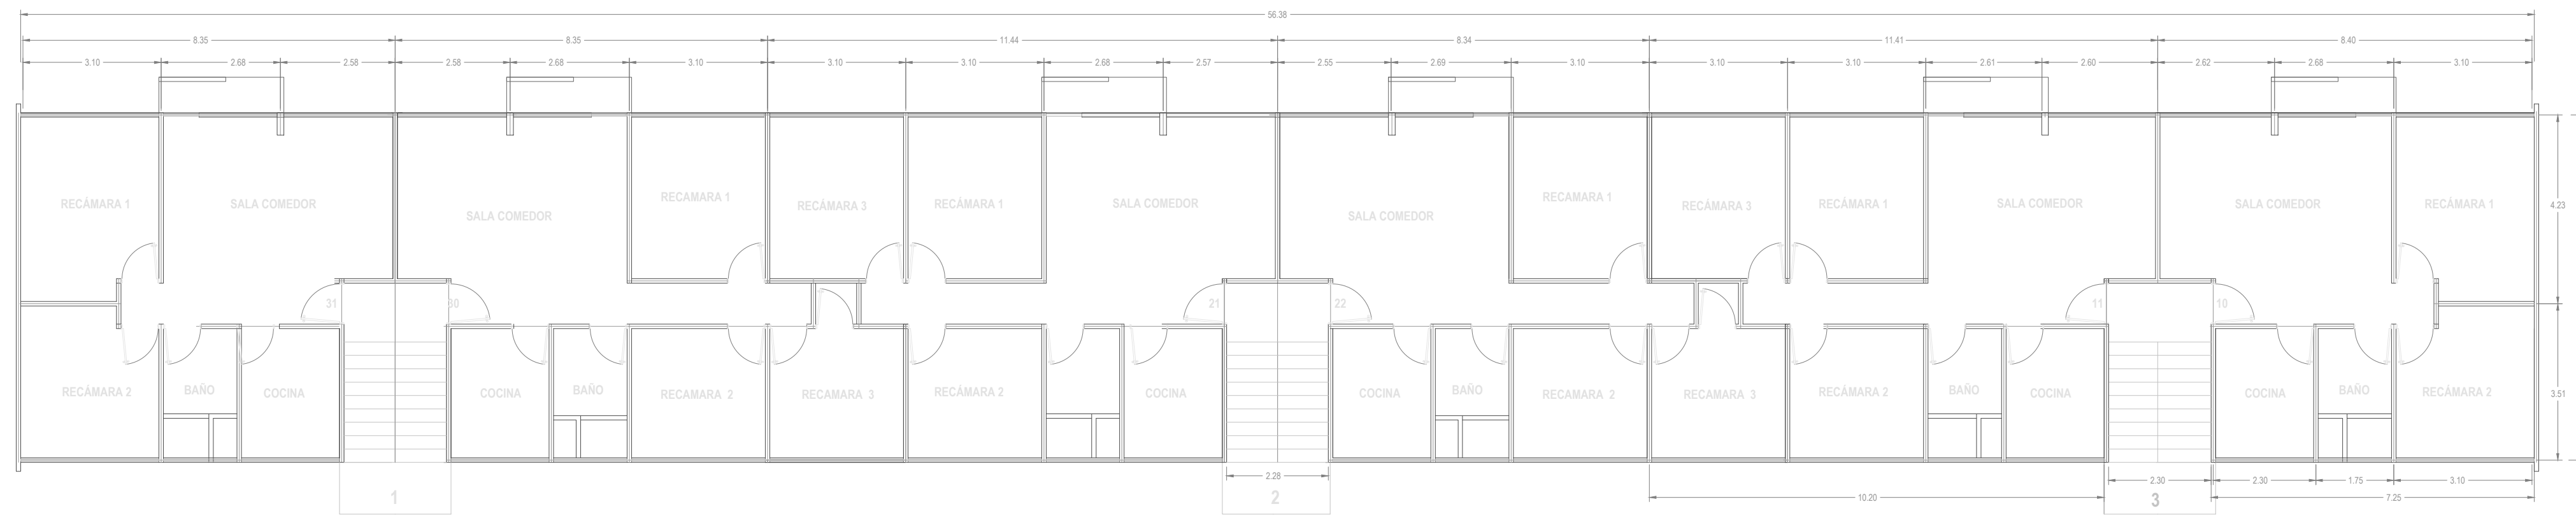 56.38
8.35 8.35 11.44 8.34 11.41 8.40
3.10 2.68 2.58 2.58 2.68 3.10 3.10 3.10 2.68 2.57 2.55 2.69 3.10 3.10 3.10 2.61 2.60 2.62 2.68 3.10
RECÁMARA 1 SALA COMEDOR SALA COMEDOR RECAMARA 1 RECÁMARA 3 RECÁMARA 1 SALA COMEDOR SALA COMEDOR RECAMARA 1 RECÁMARA 3 RECÁMARA 1 SALA COMEDOR SALA COMEDOR RECÁMARA 1 4.23
31 30 21 22 11 10
RECÁMARA 2 BAÑO COCINA COCINA BAÑO RECAMARA 2 RECAMARA 3 RECÁMARA 2 COCINA COCINA BAÑO RECAMARA 2 RECAMARA 3 RECÁMARA 2 BAÑO COCINA COCINA BAÑO RECÁMARA 2 3.51
2.28 2.30 2.30 1.75 3.10
1 2 10.20 3 7.25